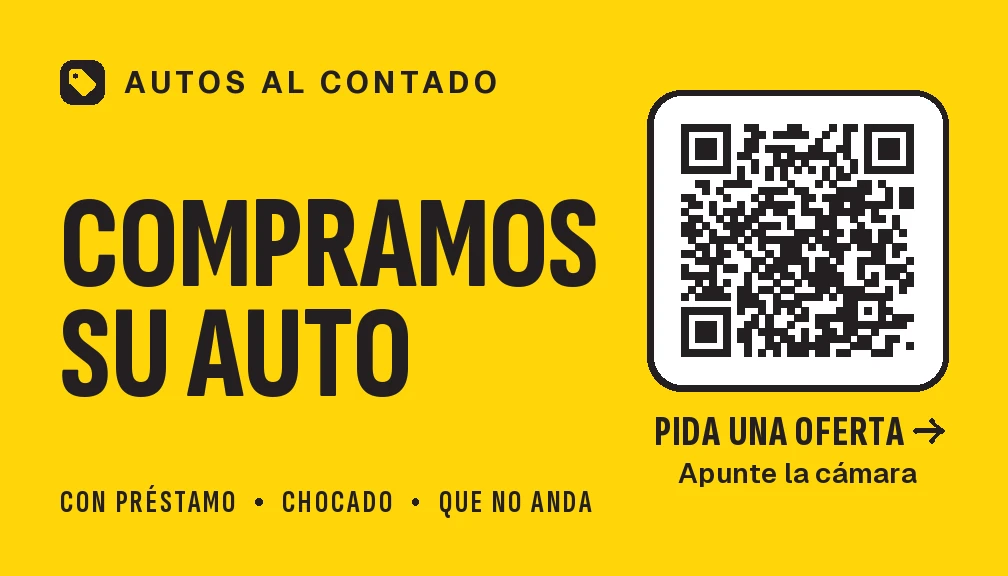 AUTOS AL CONTADO
COMPRAMOS
SU AUTO
CON PRÉSTAMO • CHOCADO • QUE NO ANDA
PIDA UNA OFERTA →
Apunte la cámara